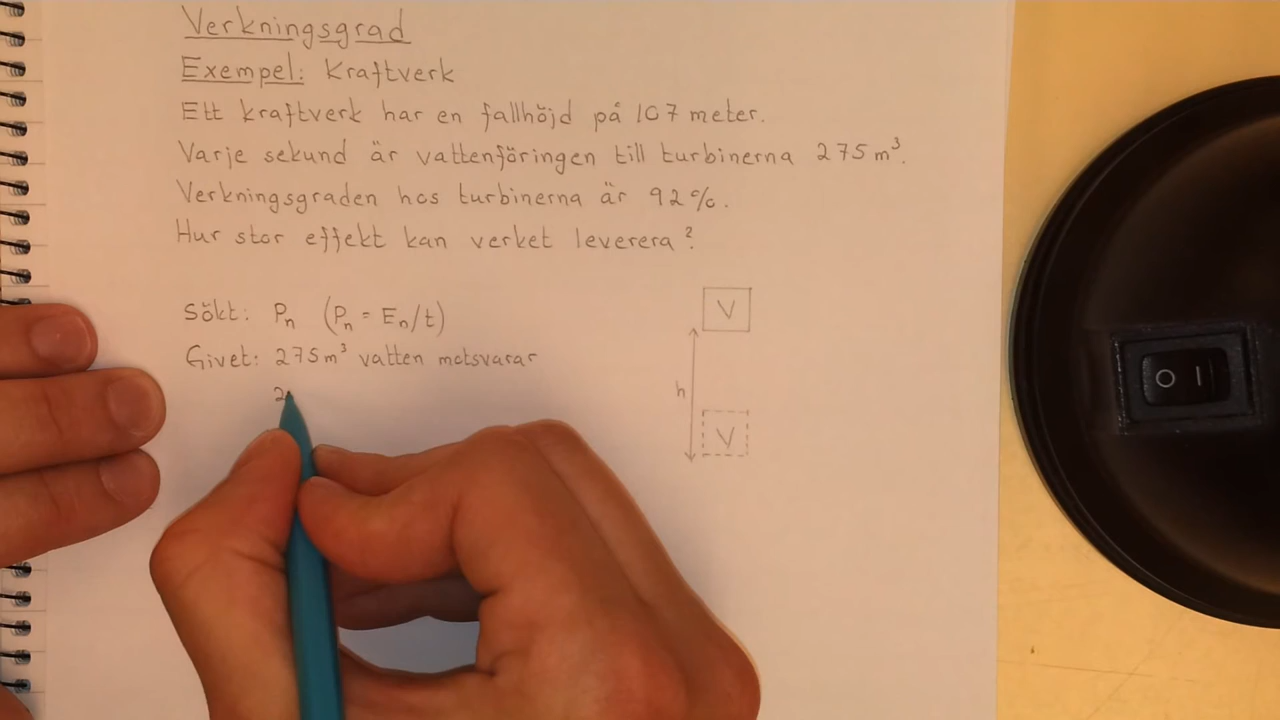 Verkningsgrad
Exempel: Kraftverk
Ett kraftverk har en fallhöjd på 107 meter.
Varje sekund är vattenföringen till turbinerna 275 m³.
Verkningsgraden hos turbinerna är 92%.
Hur stor effekt kan verket leverera?
Sökt: Pₙ (Pₙ = Eₙ/t)
Givet: 275 m³ vatten motsvarar
2
V
h
V